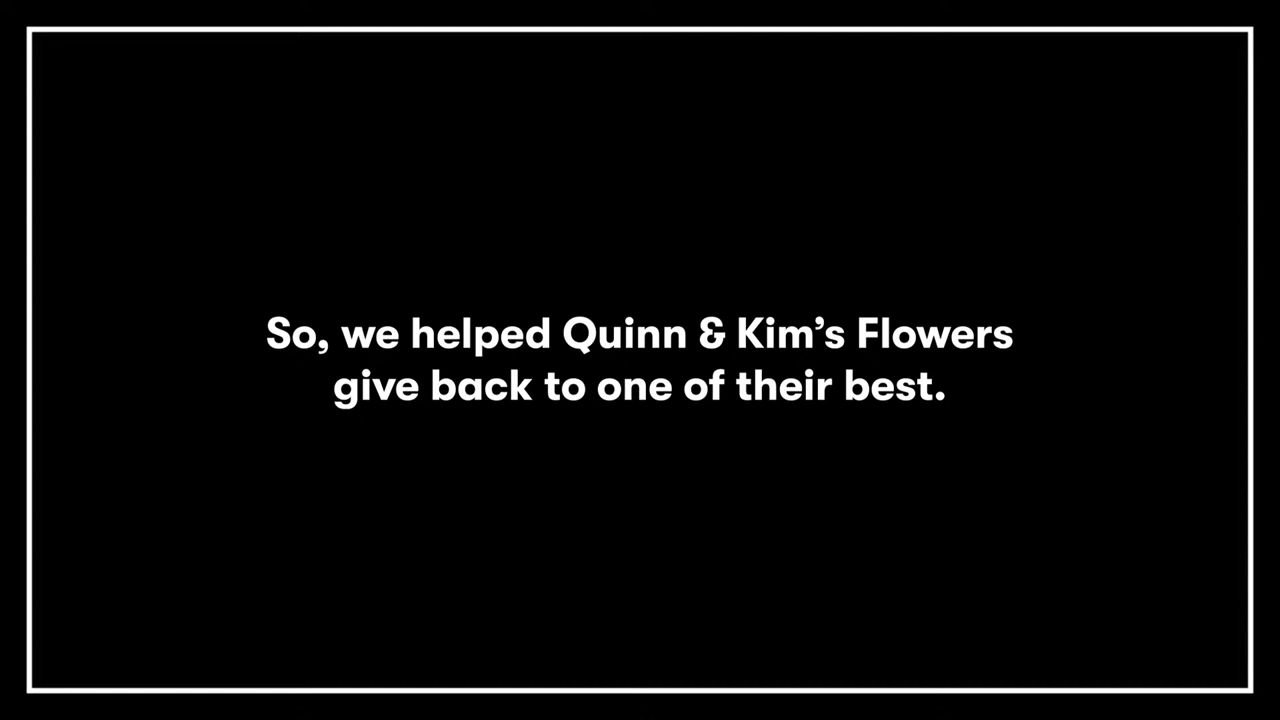 So, we helped Quinn & Kim’s Flowers
give back to one of their best.